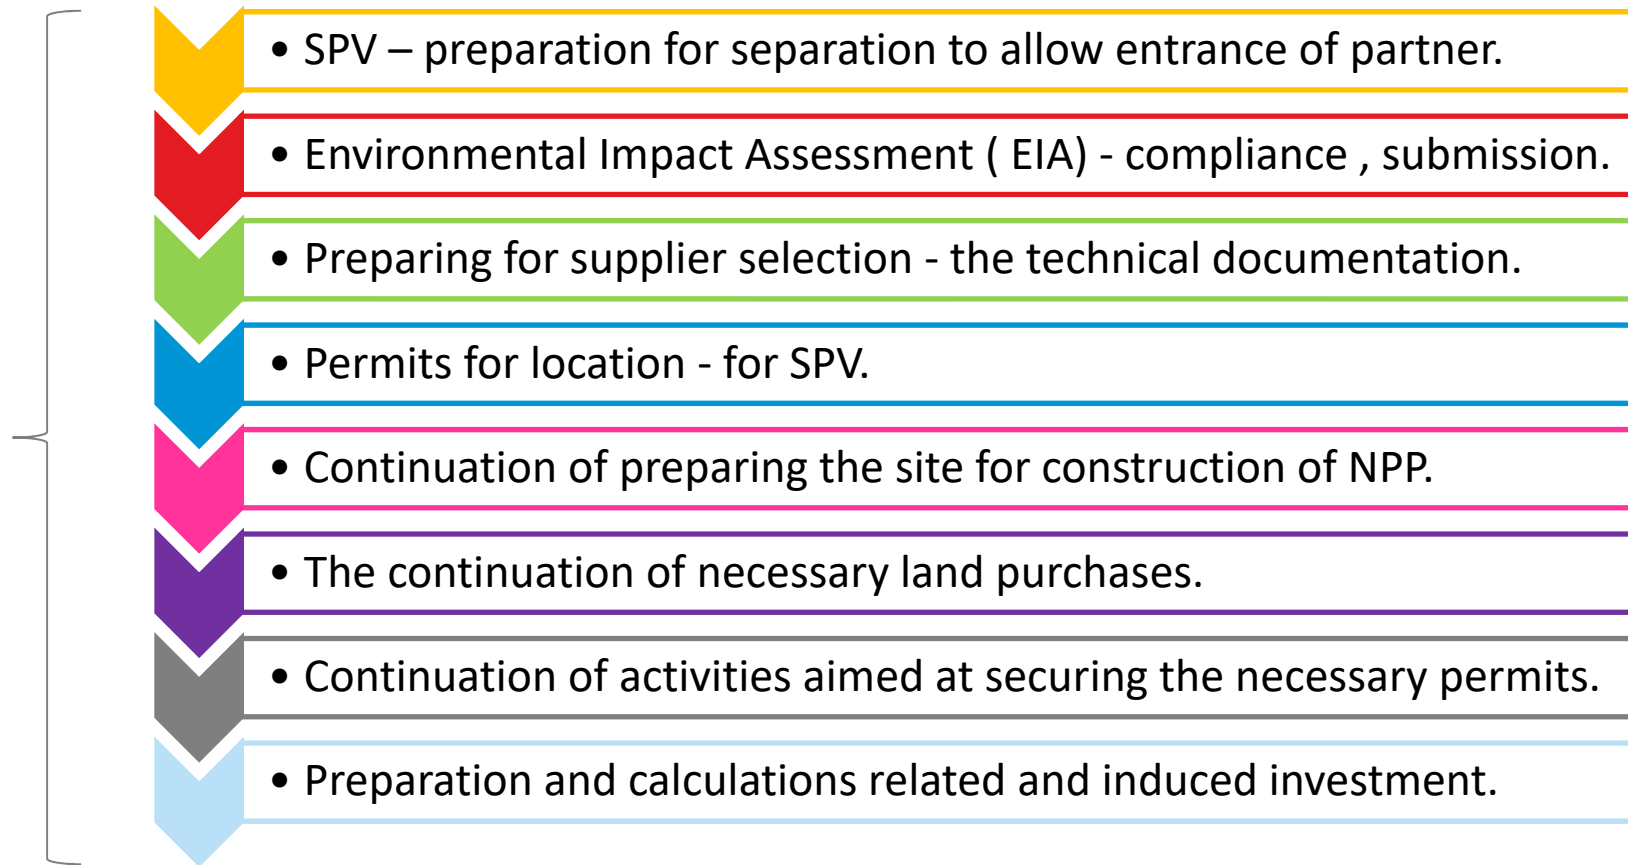 • SPV – preparation for separation to allow entrance of partner.
• Environmental Impact Assessment ( EIA) - compliance , submission.
• Preparing for supplier selection - the technical documentation.
• Permits for location - for SPV.
• Continuation of preparing the site for construction of NPP.
• The continuation of necessary land purchases.
• Continuation of activities aimed at securing the necessary permits.
• Preparation and calculations related and induced investment.